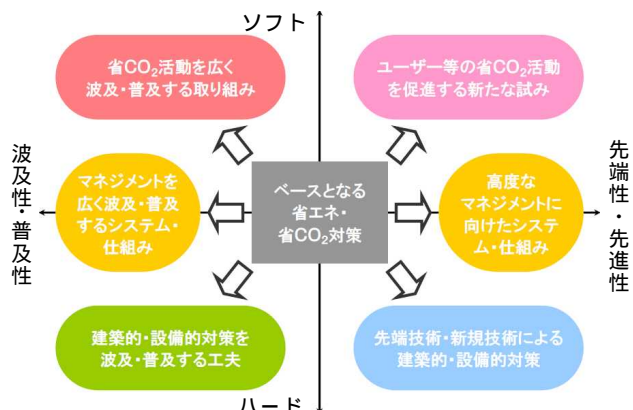 ソフト
省CO₂活動を広く
波及・普及する取り組み
ユーザー等の省CO₂活動
を促進する新たな試み
波及性・普及性
マネジメントを
広く波及・普及
するシステム・
仕組み
ベースとなる
省エネ・
省CO₂対策
高度な
マネジメントに
向けたシステ
ム・仕組み
先端性・先進性
建築的・設備的対策を
波及・普及する工夫
先端技術・新規技術による
建築的・設備的対策
ハード